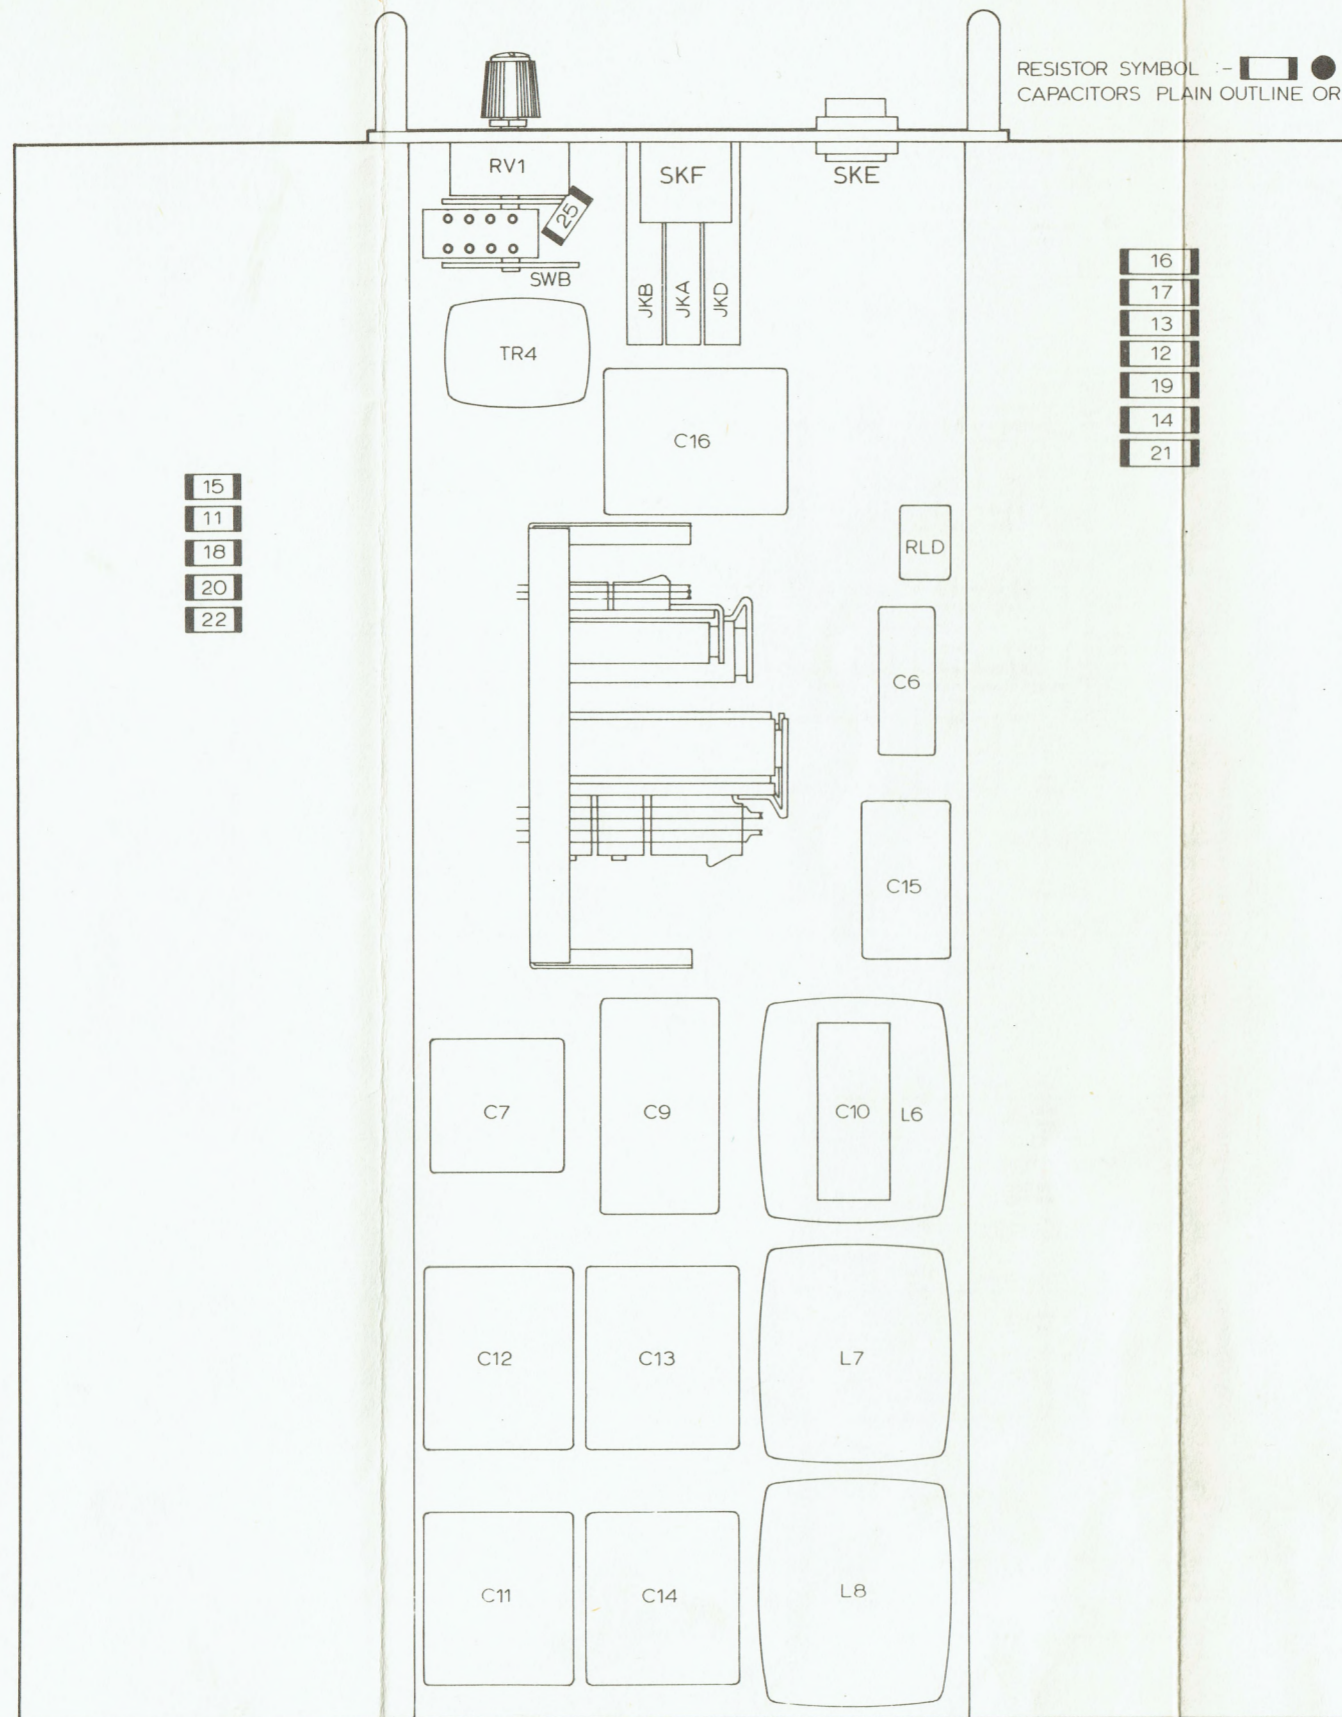 RESISTOR SYMBOL :-
CAPACITORS PLAIN OUTLINE OR
RV1
SKF
SKE
25
SWB
JKB
JKA
JKD
TR4
C16
16
17
13
12
19
14
21
15
11
18
20
22
RLD
C6
C15
C7
C9
C10
L6
C12
C13
L7
C11
C14
L8